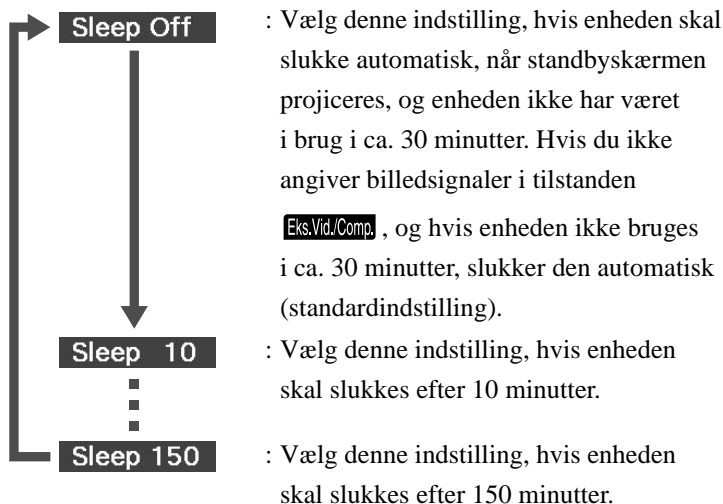 Sleep Off : Vælg denne indstilling, hvis enheden skal
slukke automatisk, når standbyskærmen
projiceres, og enheden ikke har været
i brug i ca. 30 minutter. Hvis du ikke
angiver billedsignaler i tilstanden
Eks.Vid./Comp. , og hvis enheden ikke bruges
i ca. 30 minutter, slukker den automatisk
(standardindstilling).
Sleep 10 : Vælg denne indstilling, hvis enheden
skal slukkes efter 10 minutter.
Sleep 150 : Vælg denne indstilling, hvis enheden
skal slukkes efter 150 minutter.